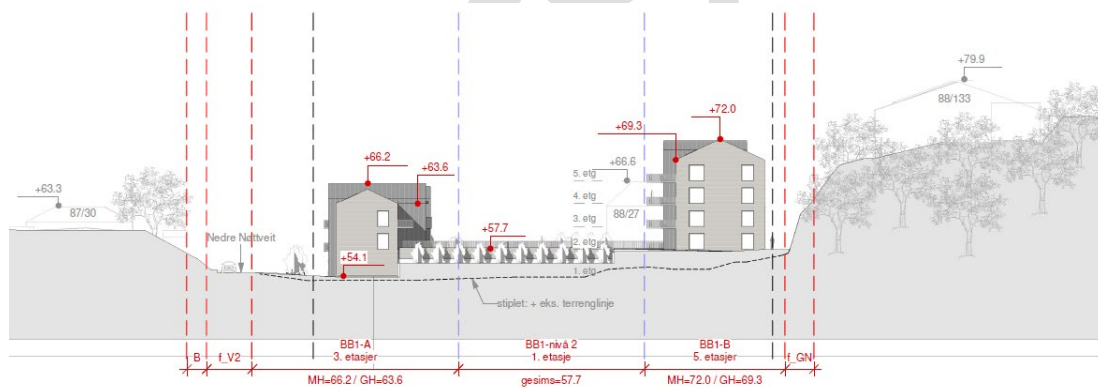 +79.9
88/133
+72.0
+69.3
+66.2
+63.6
+66.6
5. etg
4. etg
3. etg
2. etg
1. etg
88/27
+63.3
87/30
Nedre Nøttveit
+57.7
+54.1
stiplet: + eks. terrenglinje
B
f_V2
BB1-A
3. etasjer
BB1-nivå 2
1. etasje
BB1-B
5. etasjer
f_GN
MH=66.2 / GH=63.6
gesims=57.7
MH=72.0 / GH=69.3